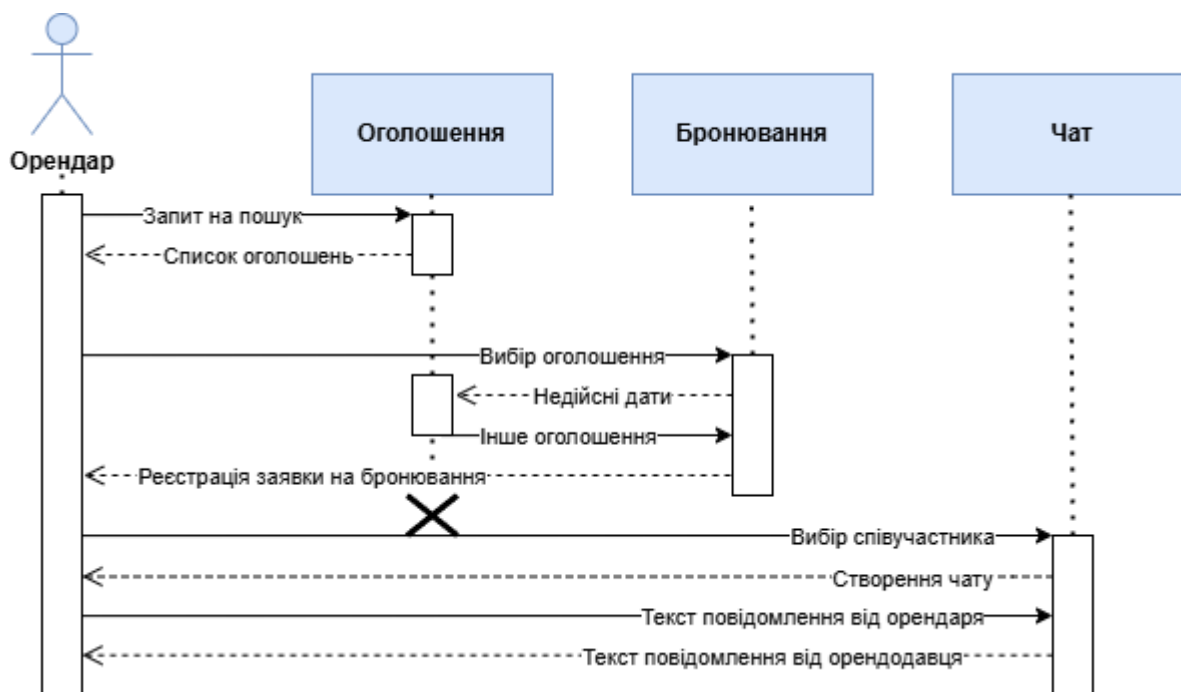 Орендар
Оголошення
Бронювання
Чат
Запит на пошук
Список оголошень
Вибір оголошення
Недійсні дати
Інше оголошення
Реєстрація заявки на бронювання
Вибір співучастника
Створення чату
Текст повідомлення від орендаря
Текст повідомлення від орендодавця